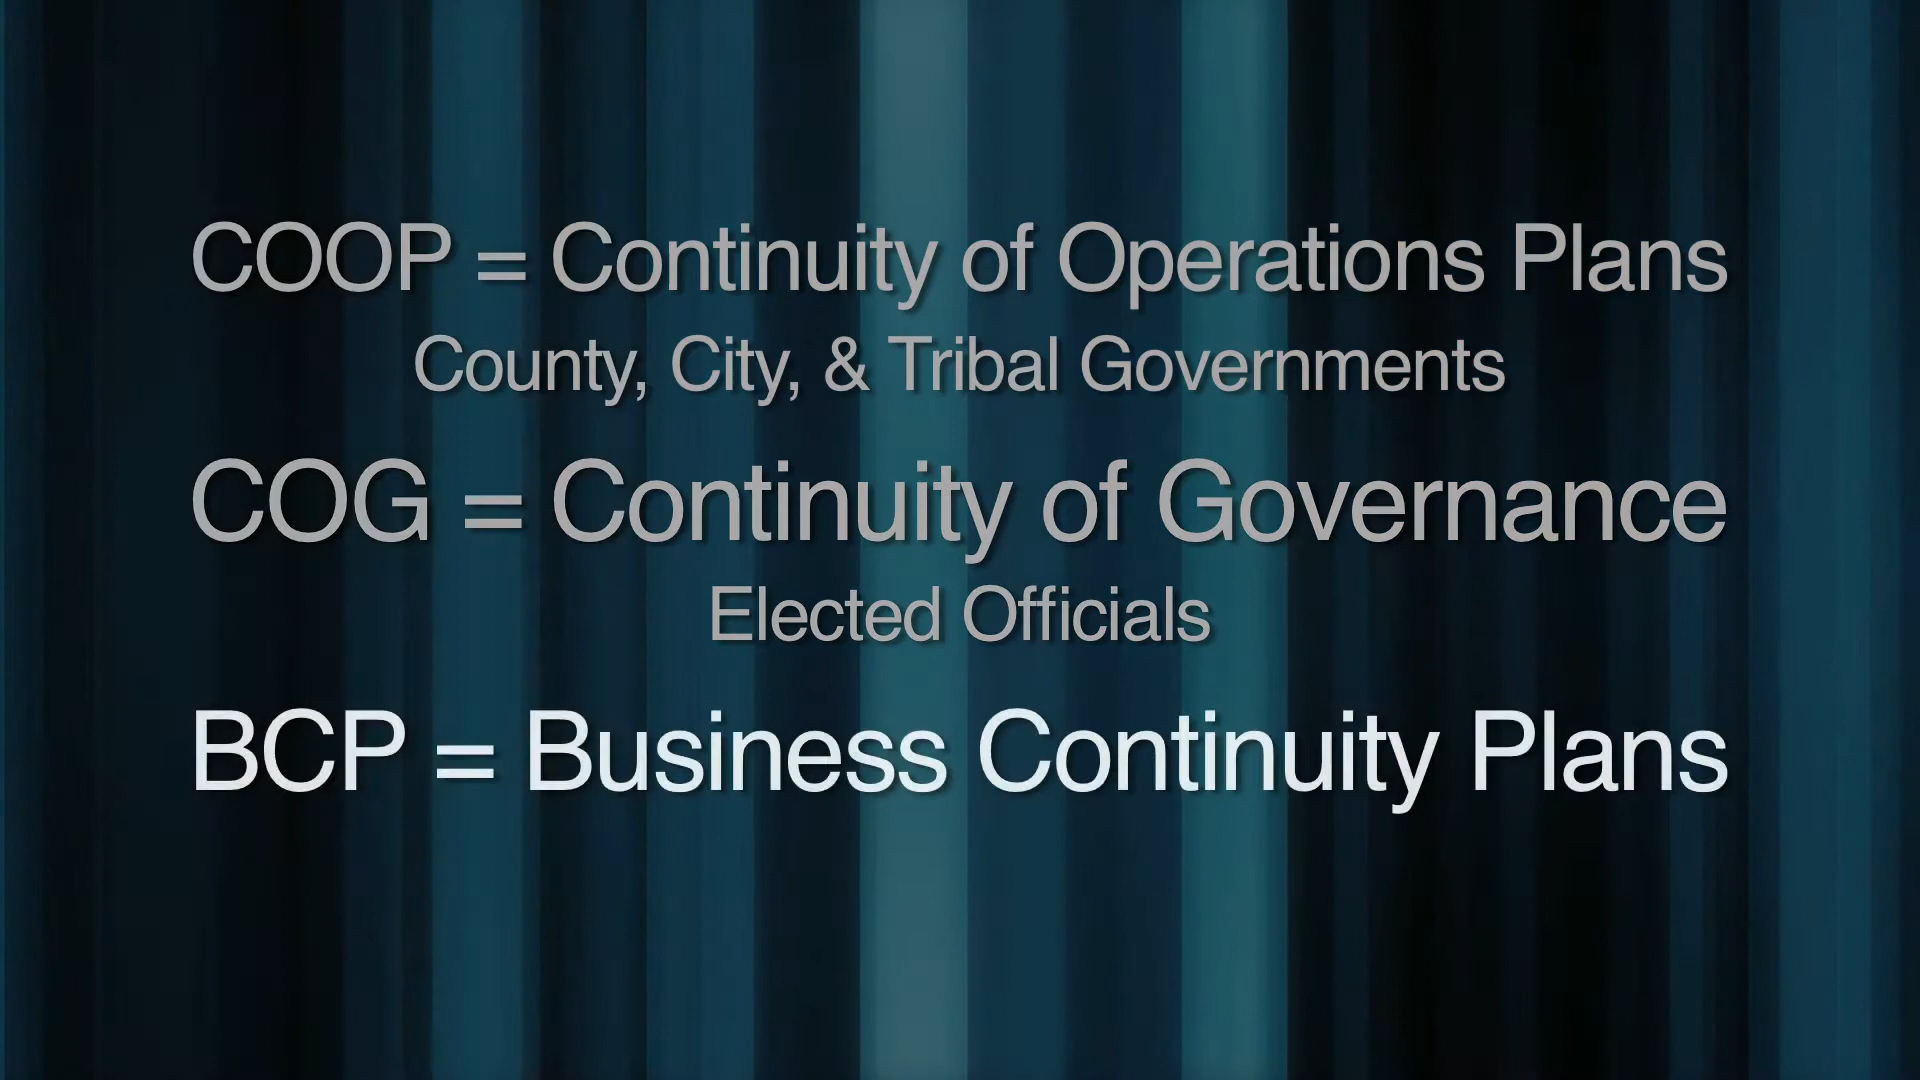 COOP = Continuity of Operations Plans
County, City, & Tribal Governments
COG = Continuity of Governance
Elected Officials
BCP = Business Continuity Plans